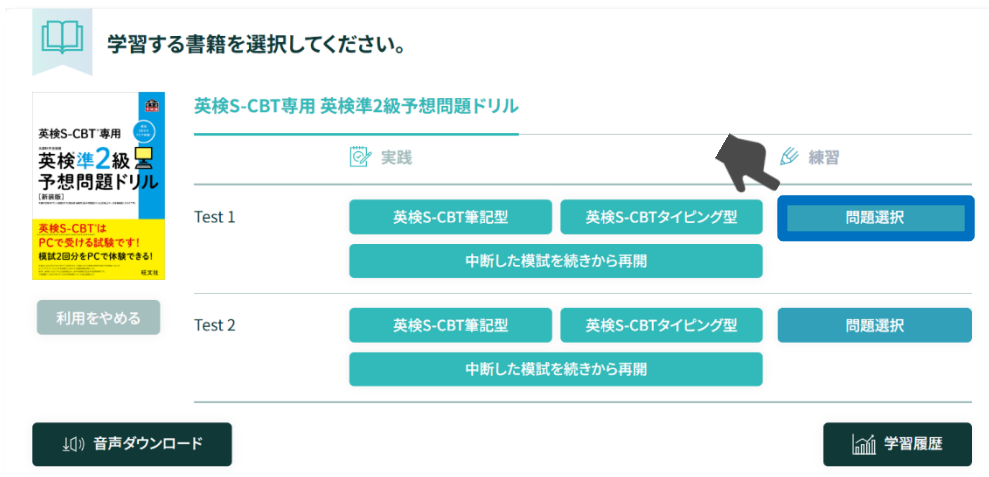 学習する書籍を選択してください。
英検S-CBT専用 英検準2級予想問題ドリル
英検S-CBT®専用
英検準2級
予想問題ドリル
[新装版]
英検S-CBT®は
PCで受ける試験です!
模試2回分をPCで体験できる!
旺文社
利用をやめる
実践
練習
Test 1
英検S-CBT筆記型
英検S-CBTタイピング型
問題選択
中断した模試を続きから再開
Test 2
英検S-CBT筆記型
英検S-CBTタイピング型
問題選択
中断した模試を続きから再開
音声ダウンロード
学習履歴